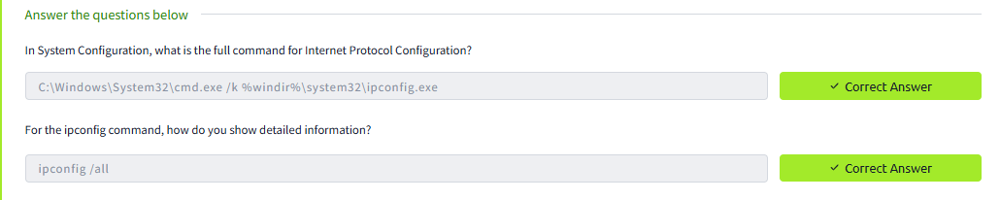 Answer the questions below
In System Configuration, what is the full command for Internet Protocol Configuration?
C:\Windows\System32\cmd.exe /k %windir%\system32\ipconfig.exe
✓ Correct Answer
For the ipconfig command, how do you show detailed information?
ipconfig /all
✓ Correct Answer